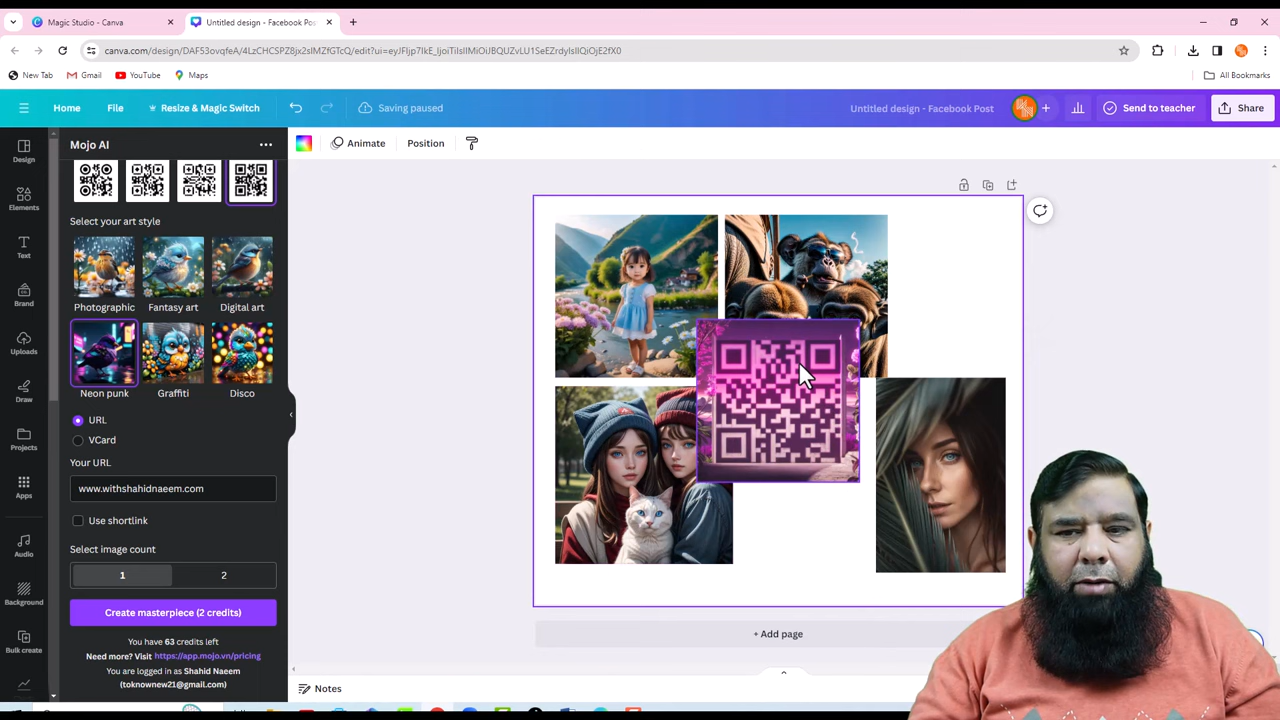 Magic Studio - Canva
Untitled design - Facebook Pos
canva.com/design/DAF53ovqfeA/4LzCHCSPZ8jx2sIMZfGTcQ/edit?ui=eyJFIjp7IkE_IjoiTiIsIlMiOiJBQUZvLU1SeEZrdyIsIlQiOjE2fX0
New Tab
Gmail
YouTube
Maps
All Bookmarks
Home
File
Resize & Magic Switch
Saving paused
Untitled design - Facebook Post
Send to teacher
Share
Design
Elements
Text
Brand
Uploads
Draw
Projects
Apps
Audio
Background
Bulk create
Mojo AI
Select your art style
Photographic
Fantasy art
Digital art
Neon punk
Graffiti
Disco
URL
VCard
Your URL
www.withshahidnaeem.com
Use shortlink
Select image count
1
2
Create masterpiece (2 credits)
You have 63 credits left
Need more? Visit https://app.mojo.vn/pricing
You are logged in as Shahid Naeem
(toknownew21@gmail.com)
Animate
Position
+ Add page
Notes